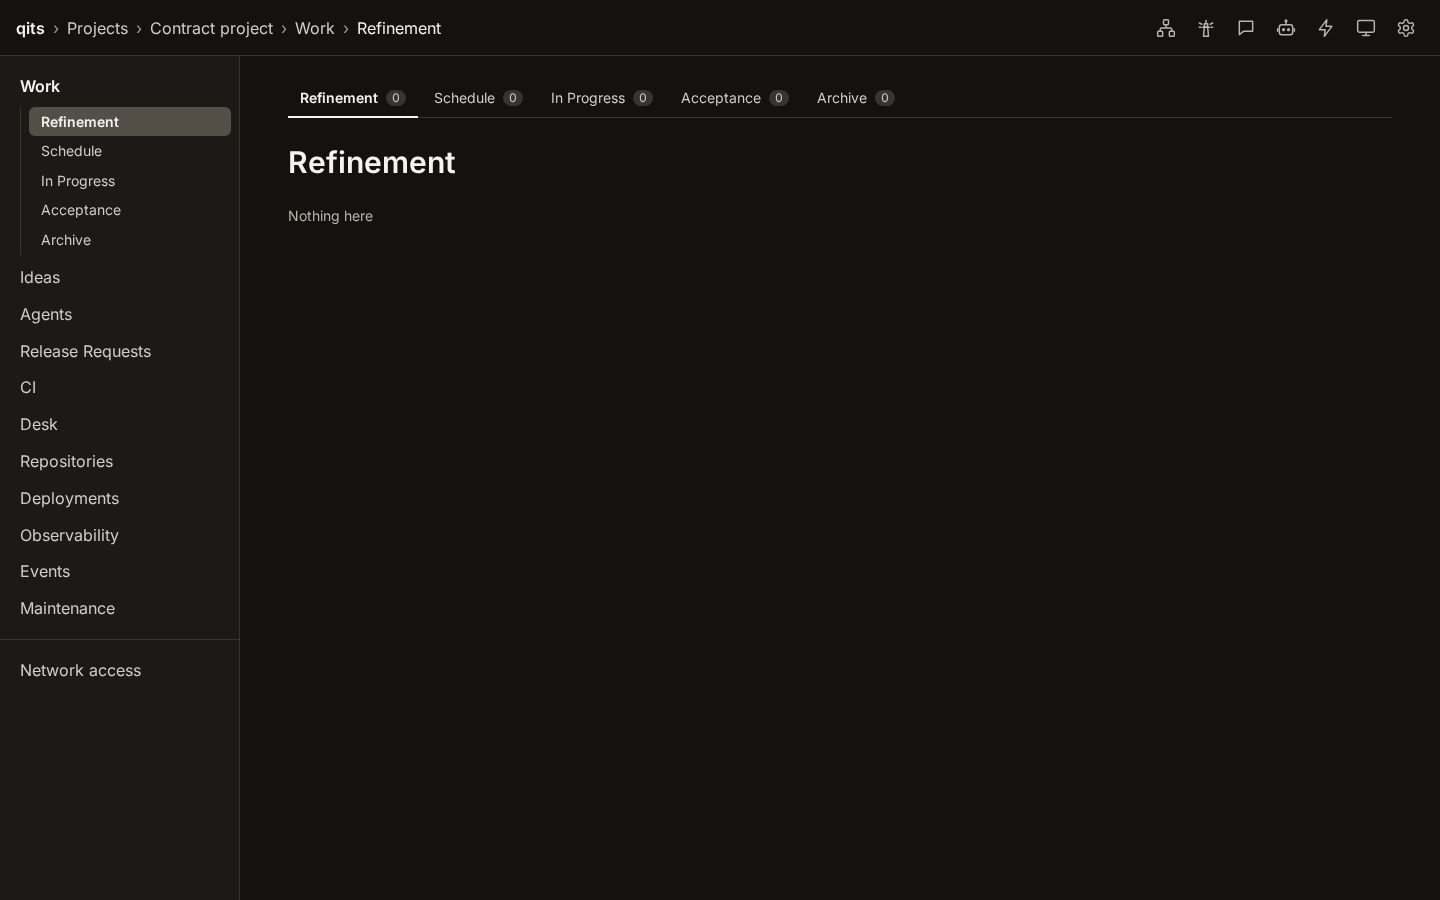 qits › Projects › Contract project › Work › Refinement
Work
Refinement
Schedule
In Progress
Acceptance
Archive
Ideas
Agents
Release Requests
CI
Desk
Repositories
Deployments
Observability
Events
Maintenance
Network access
Refinement 0 Schedule 0 In Progress 0 Acceptance 0 Archive 0
Refinement
Nothing here